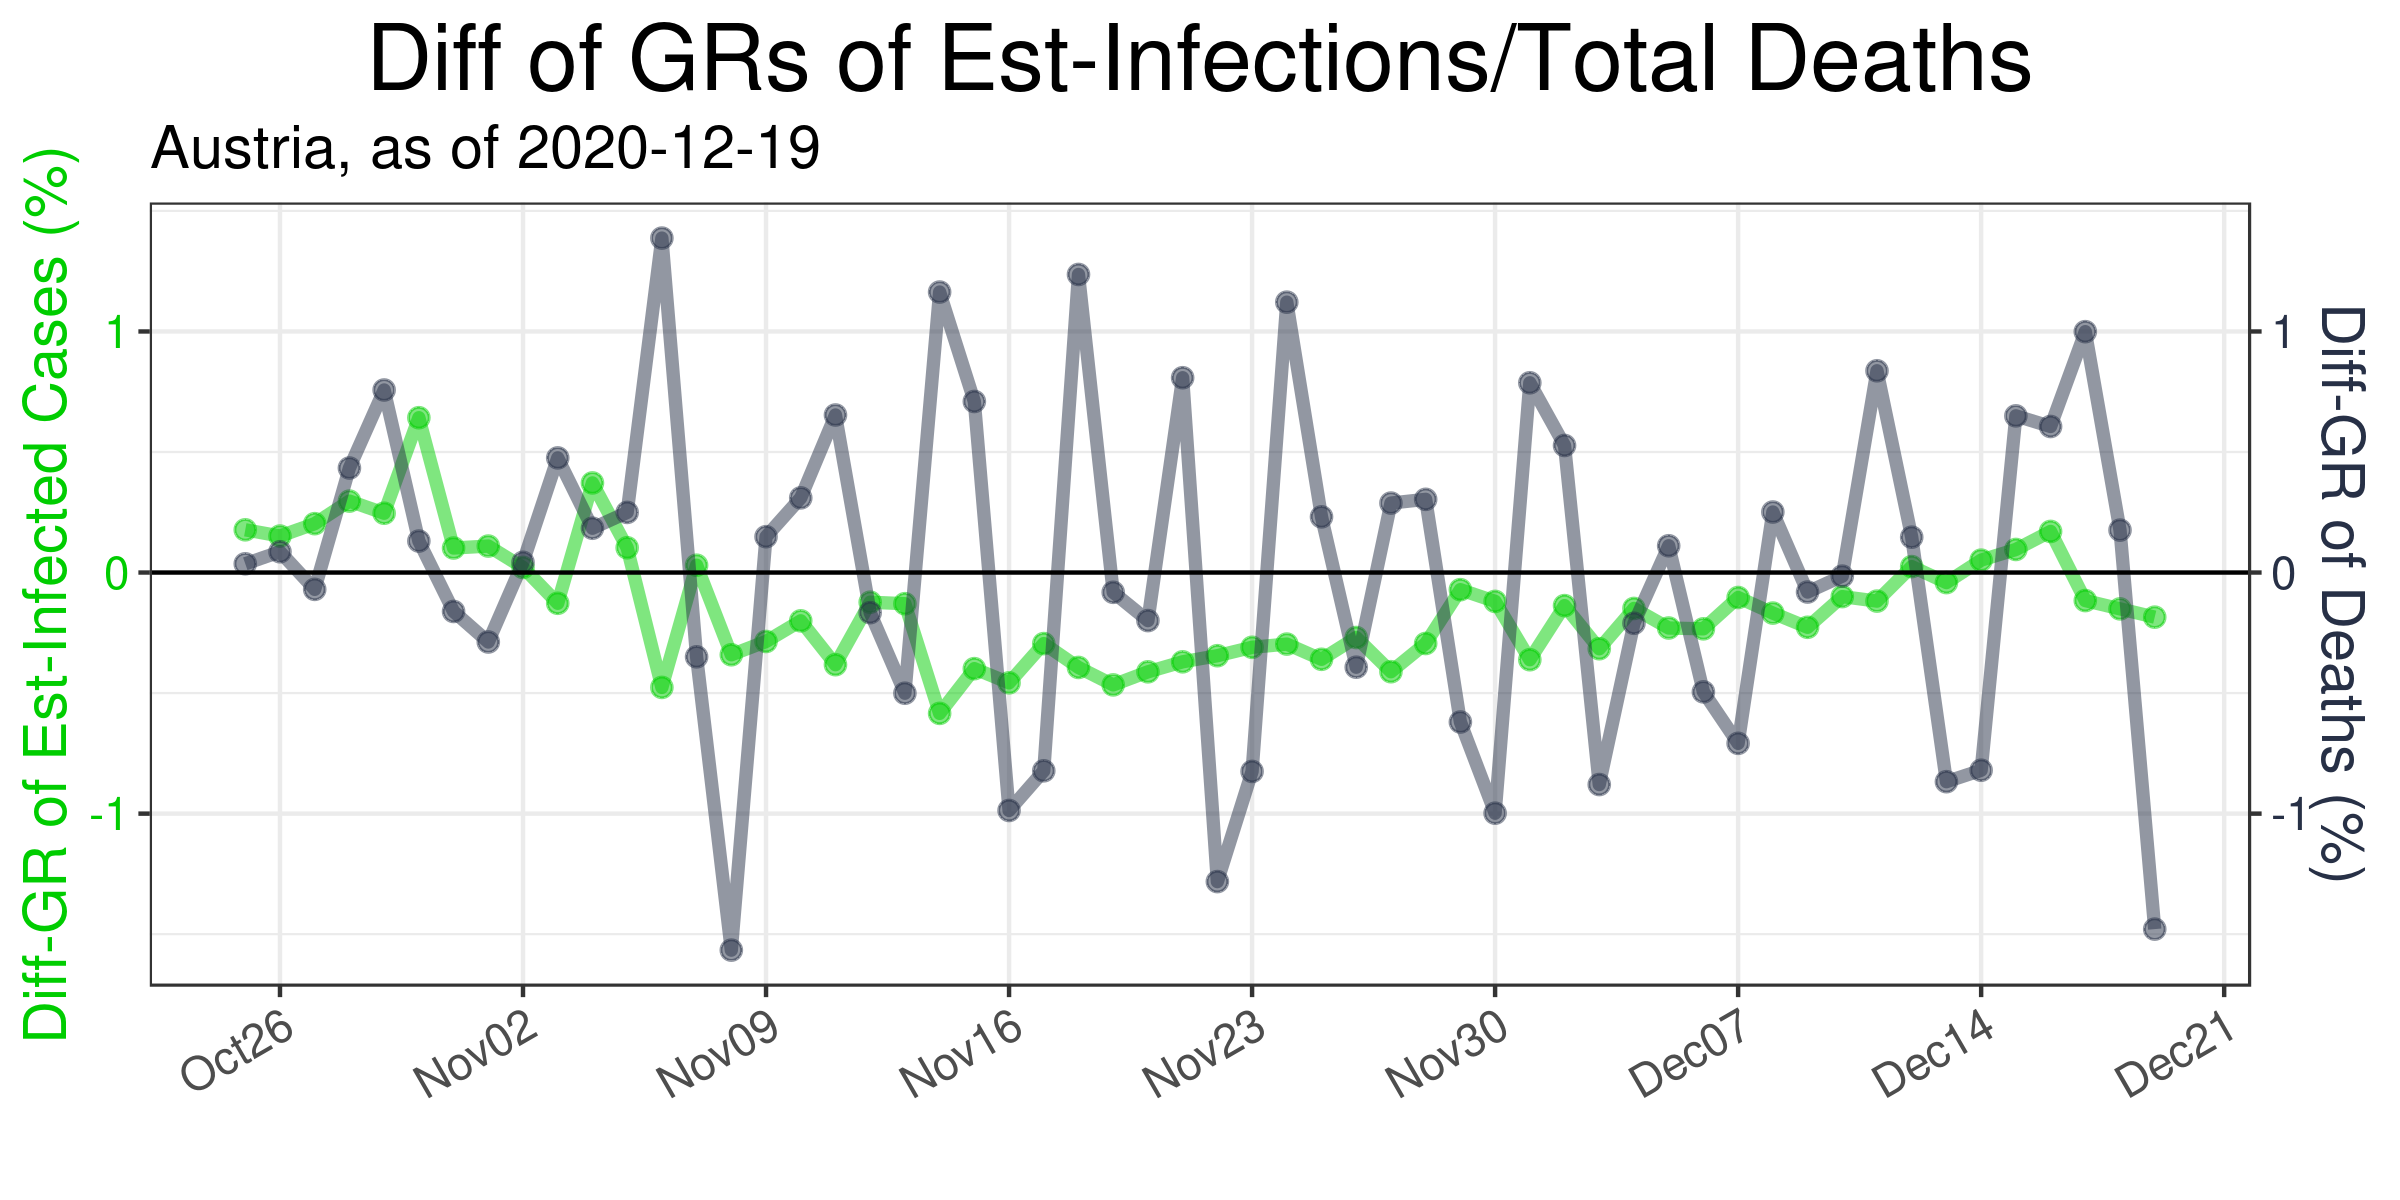 Diff of GRs of Est-Infections/Total Deaths
Austria, as of 2020-12-19
Diff-GR of Est-Infected Cases (%)
1
0
-1
1
0
-1
Diff-GR of Deaths (%)
Oct26
Nov02
Nov09
Nov16
Nov23
Nov30
Dec07
Dec14
Dec21